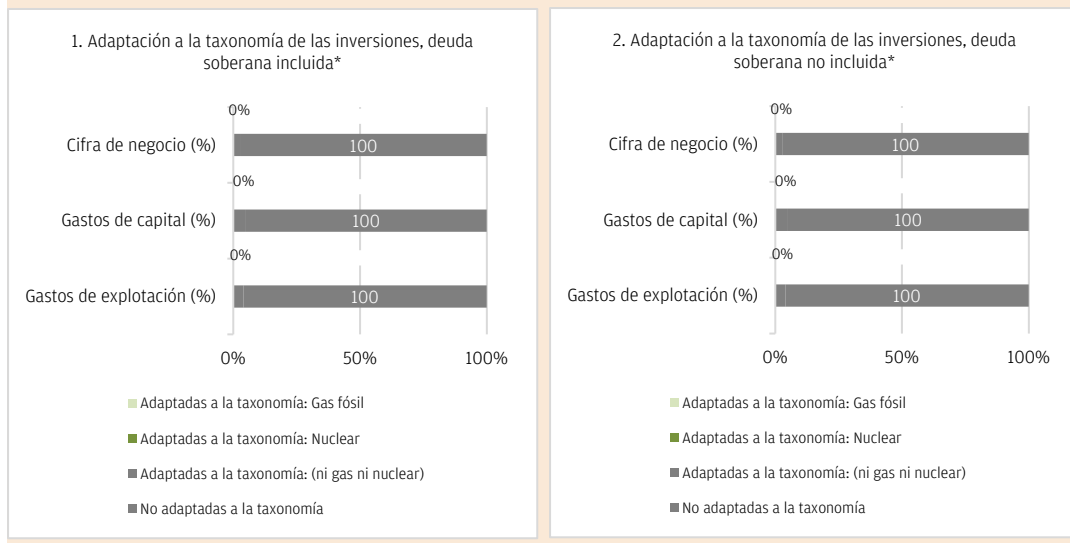 1. Adaptación a la taxonomía de las inversiones, deuda
soberana incluida*
0%
Cifra de negocio (%)
100
0%
Gastos de capital (%)
100
0%
Gastos de explotación (%)
100
0%
50%
100%
Adaptadas a la taxonomía: Gas fósil
Adaptadas a la taxonomía: Nuclear
Adaptadas a la taxonomía: (ni gas ni nuclear)
No adaptadas a la taxonomía
2. Adaptación a la taxonomía de las inversiones, deuda
soberana no incluida*
0%
Cifra de negocio (%)
100
0%
Gastos de capital (%)
100
0%
Gastos de explotación (%)
100
0%
50%
100%
Adaptadas a la taxonomía: Gas fósil
Adaptadas a la taxonomía: Nuclear
Adaptadas a la taxonomía: (ni gas ni nuclear)
No adaptadas a la taxonomía